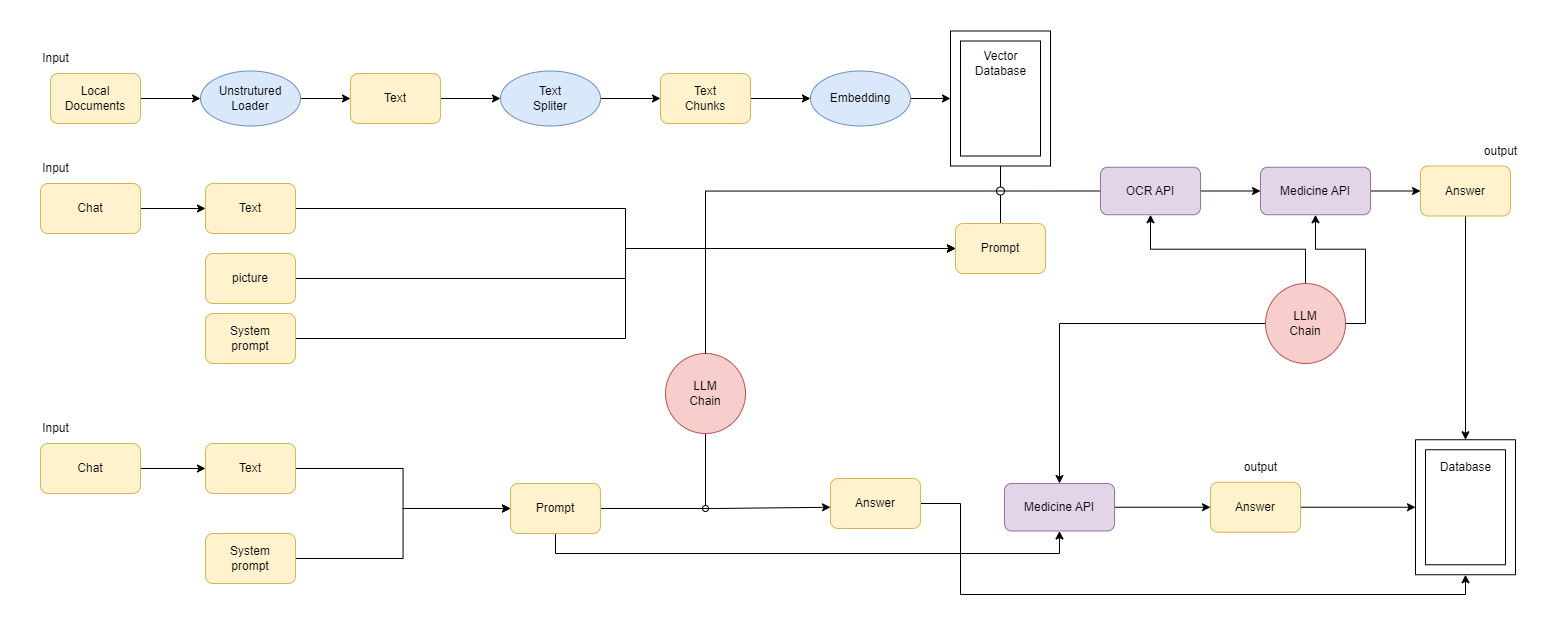 Input
Local
Documents
Unstrutured
Loader
Text
Text
Spliter
Text
Chunks
Embedding
Vector
Database
Input
Chat
Text
picture
System
prompt
Prompt
OCR API
Medicine API
output
Answer
LLM
Chain
LLM
Chain
Input
Chat
Text
System
prompt
Prompt
Answer
Medicine API
output
Answer
Database